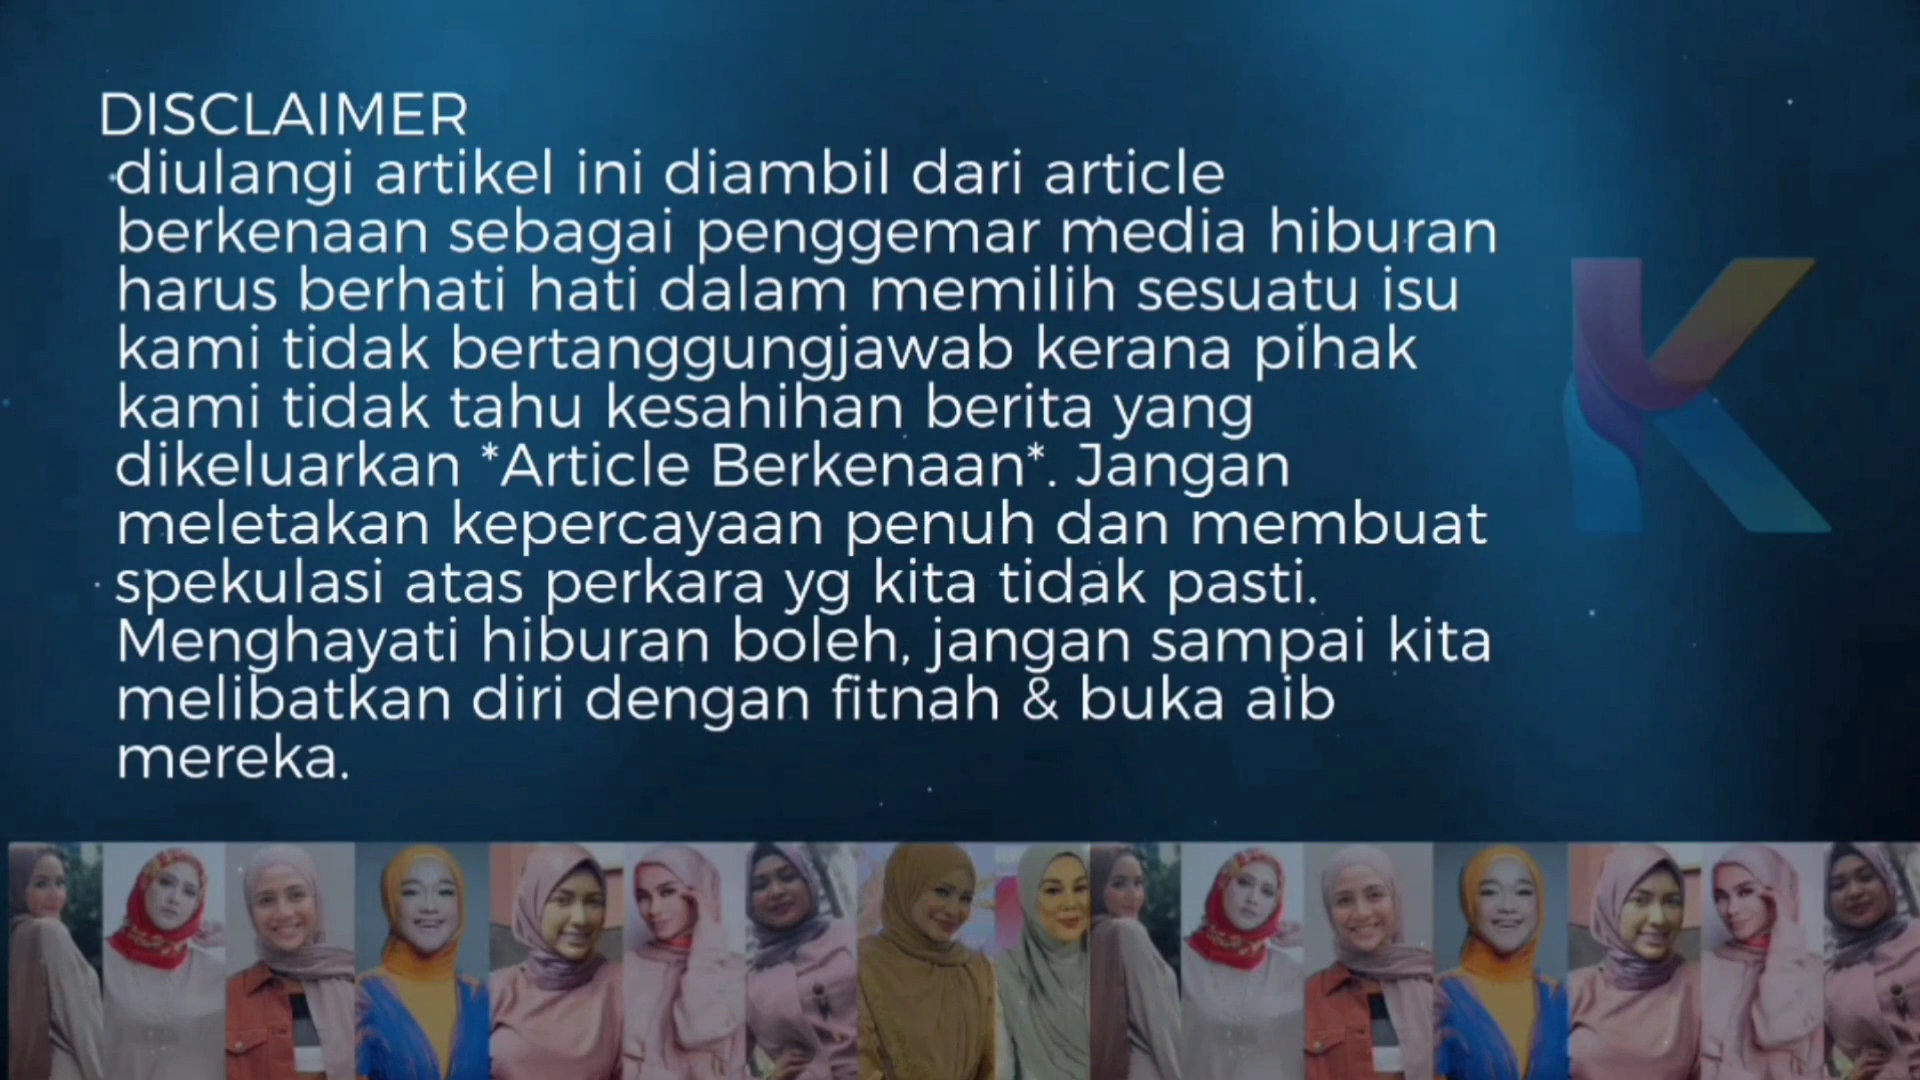 DISCLAIMER
diulangi artikel ini diambil dari article
berkenaan sebagai penggemar media hiburan
harus berhati hati dalam memilih sesuatu isu
kami tidak bertanggungjawab kerana pihak
kami tidak tahu kesahihan berita yang
dikeluarkan *Article Berkenaan*. Jangan
meletakan kepercayaan penuh dan membuat
spekulasi atas perkara yg kita tidak pasti.
Menghayati hiburan boleh, jangan sampai kita
melibatkan diri dengan fitnah & buka aib
mereka.
K